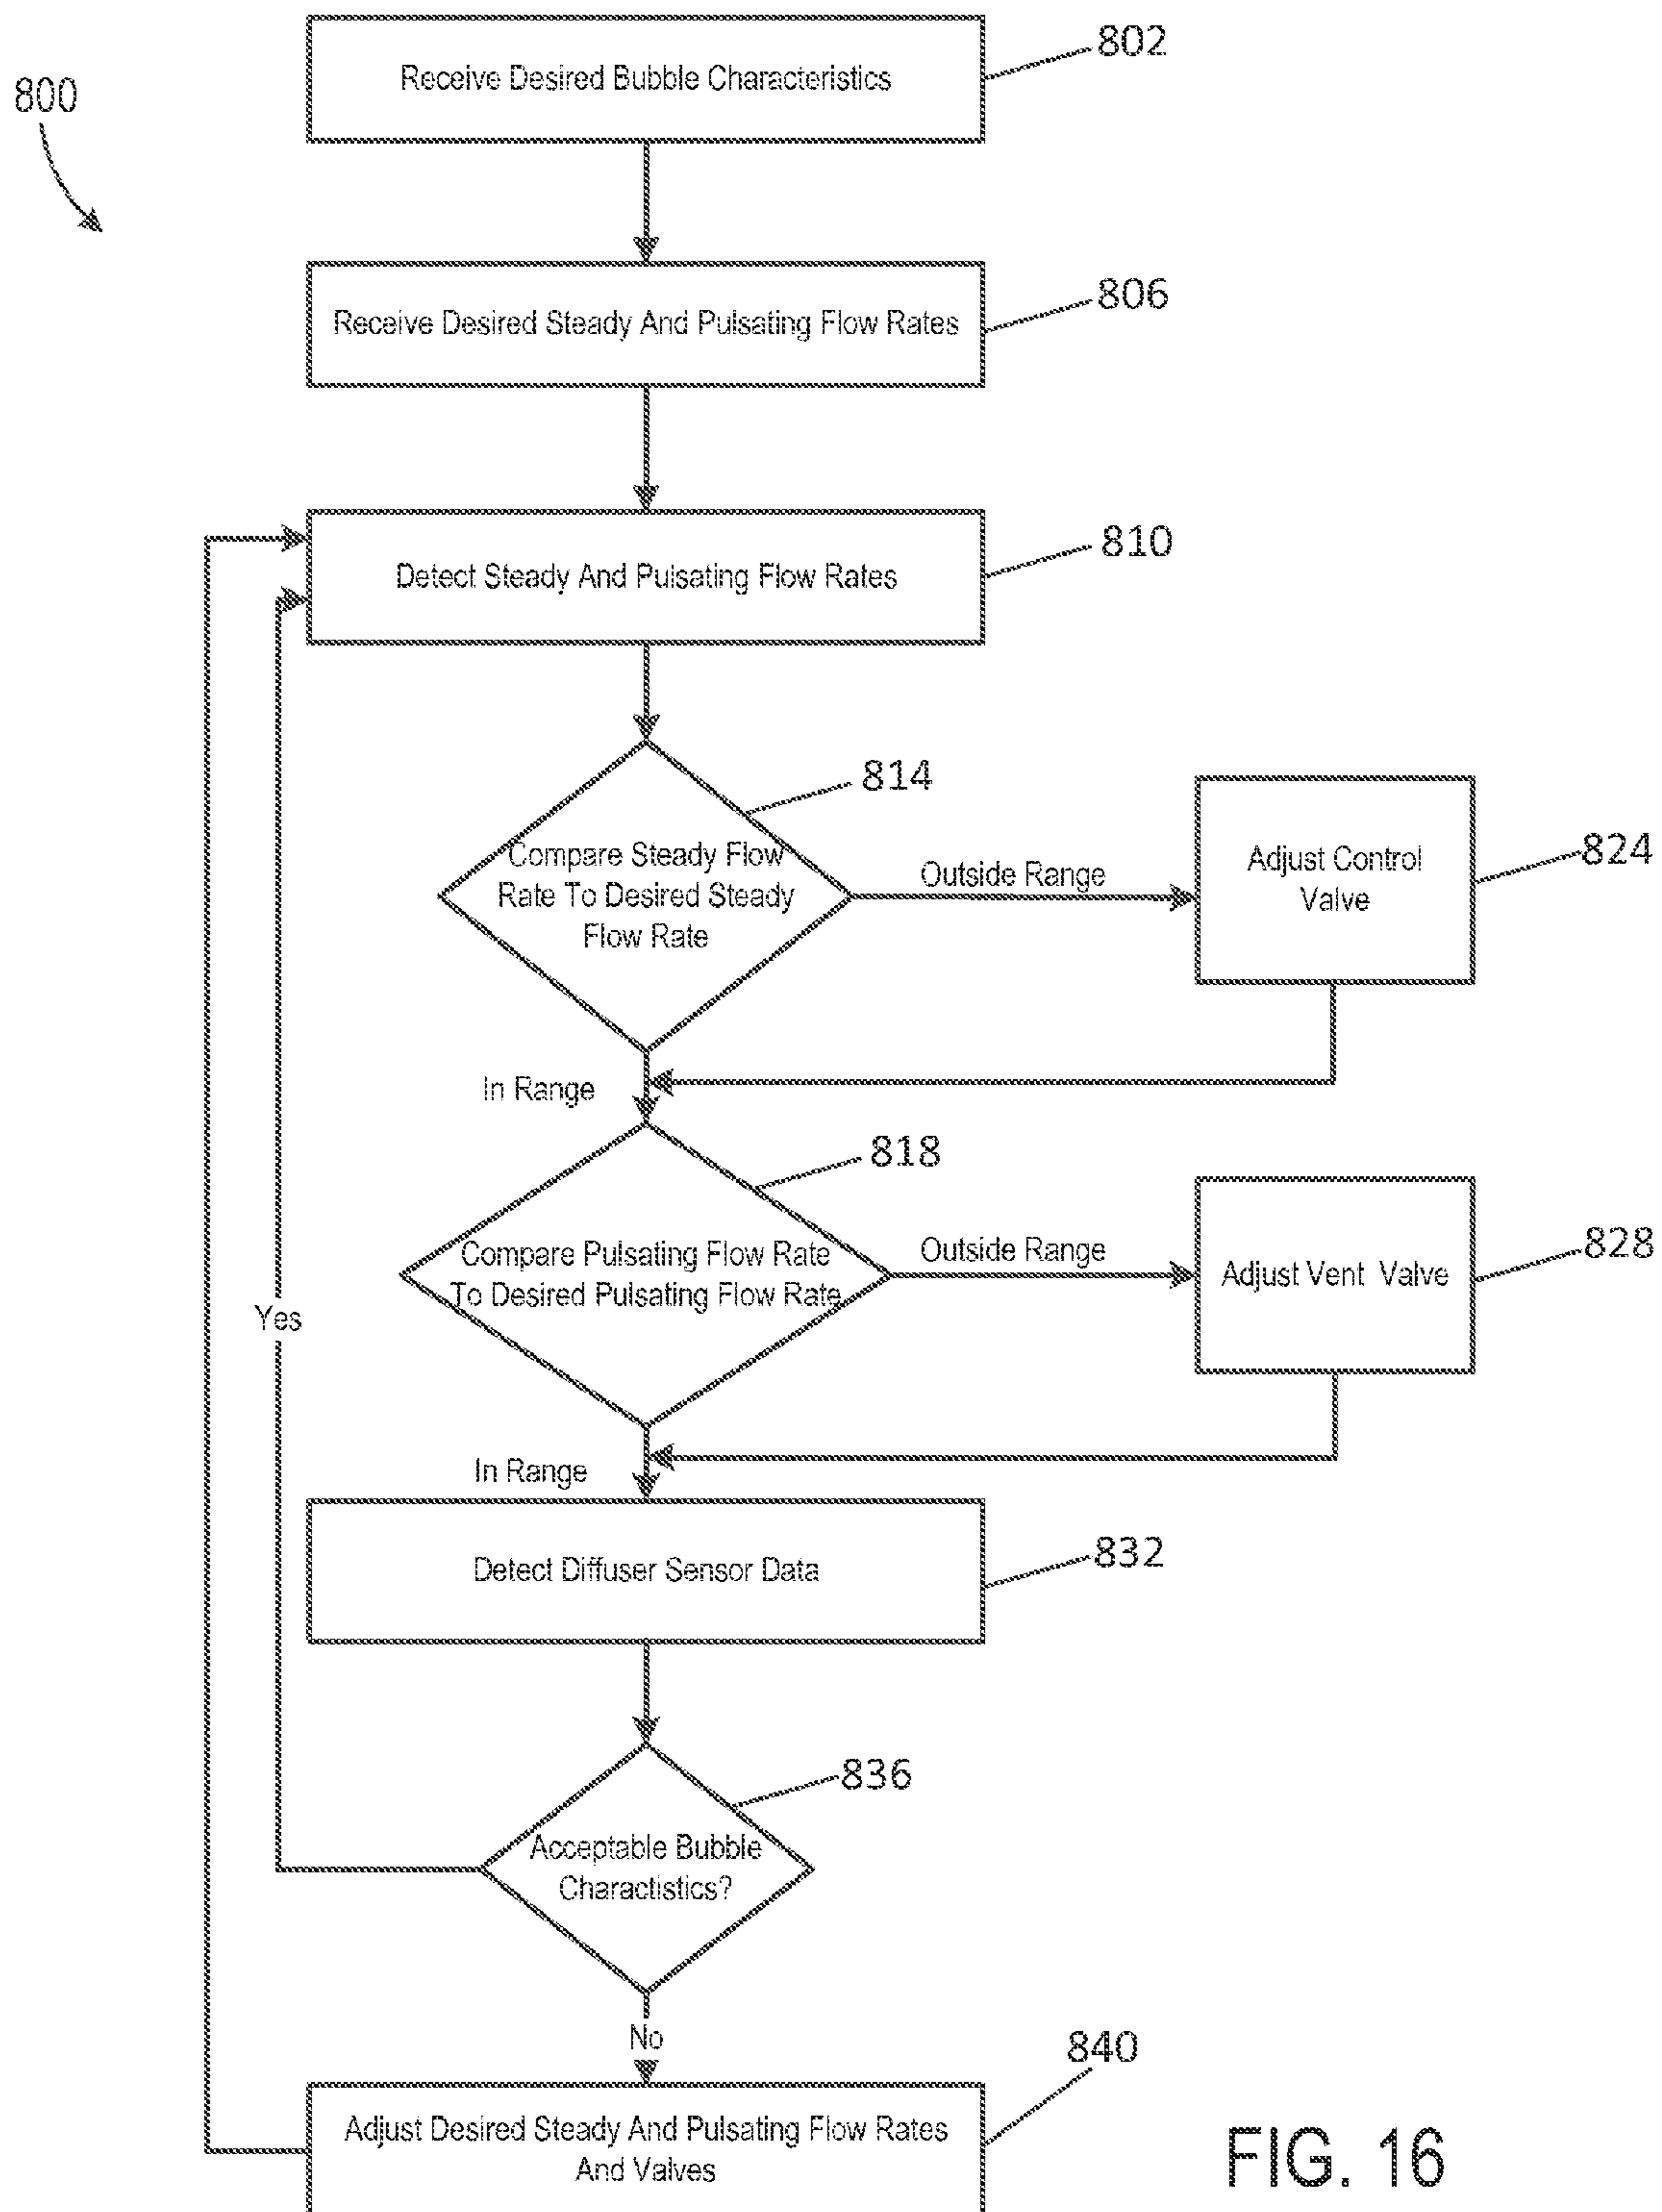 800
Receive Desired Bubble Characteristics
802
Receive Desired Steady And Pulsating Flow Rates
806
Detect Steady And Pulsating Flow Rates
810
Compare Steady Flow
Rate To Desired Steady
Flow Rate
814
Outside Range
Adjust Control
Valve
824
In Range
Compare Pulsating Flow Rate
To Desired Pulsating Flow Rate
818
Outside Range
Adjust Vent Valve
828
Yes
In Range
Detect Diffuser Sensor Data
832
Acceptable Bubble
Charactistics?
836
No
Adjust Desired Steady And Pulsating Flow Rates
And Valves
840
FIG. 16